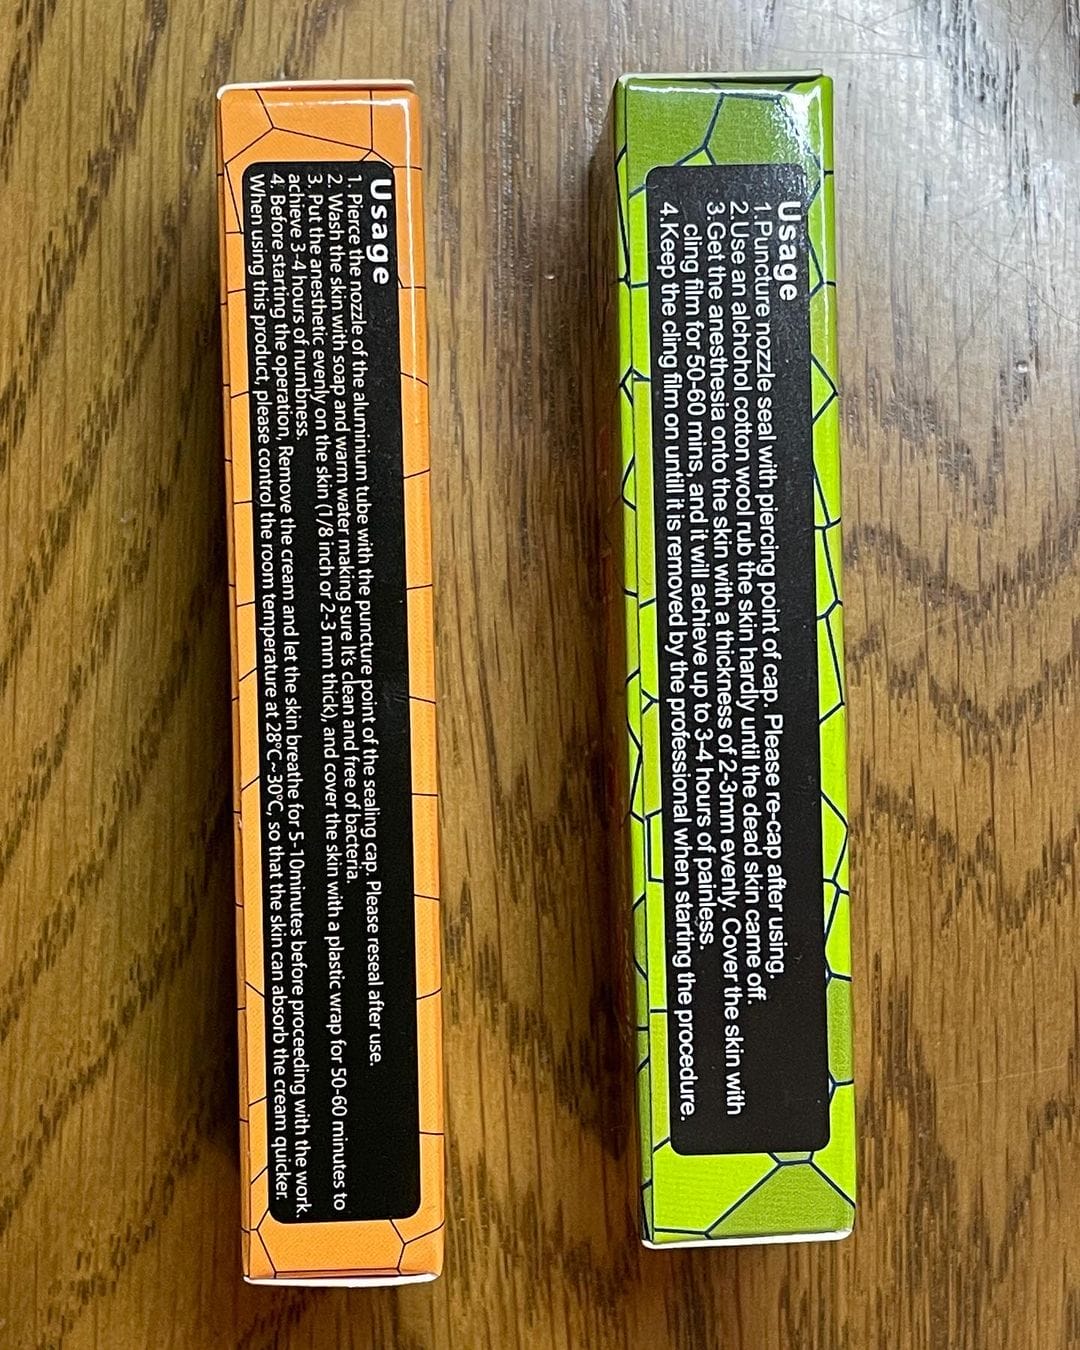 Usage
1. Pierce the nozzle of the aluminium tube with the puncture point of the sealing cap. Please reseal after use.
2. Wash the skin with soap and warm water making sure It's clean and free of bacteria.
3. Put the anesthetic evenly on the skin (1/8 inch or 2-3 mm thick), and cover the skin with a plastic wrap for 50-60 minutes to
achieve 3-4 hours of numbness.
4. Before starting the operation, Remove the cream and let the skin breathe for 5-10minutes before proceeding with the work.
When using this product, please control the room temperature at 28℃~30℃, so that the skin can absorb the cream quicker.
Usage
1.Puncture nozzle seal with piercing point of cap. Please re-cap after using.
2.Use an alchohol cotton wool rub the skin hardly until the dead skin came off.
3.Get the anesthesia onto the skin with a thickness of 2-3mm evenly. Cover the skin with
cling film for 50-60 mins, and it will achieve up to 3-4 hours of painless.
4.Keep the cling film on untill it is removed by the professional when starting the procedure.